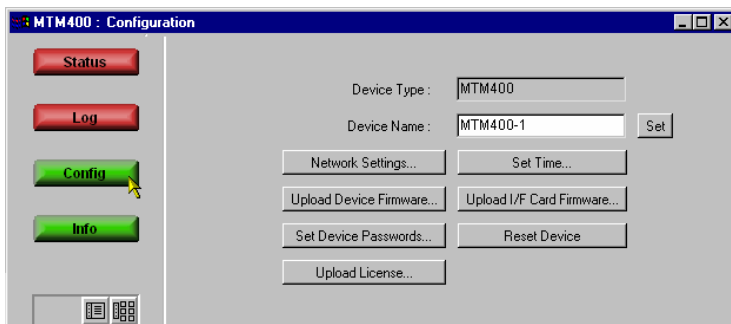 MTM400 : Configuration
Status
Log
Config
Info
Device Type : MTM400
Device Name : MTM400-1 Set
Network Settings... Set Time...
Upload Device Firmware... Upload I/F Card Firmware...
Set Device Passwords... Reset Device
Upload License...